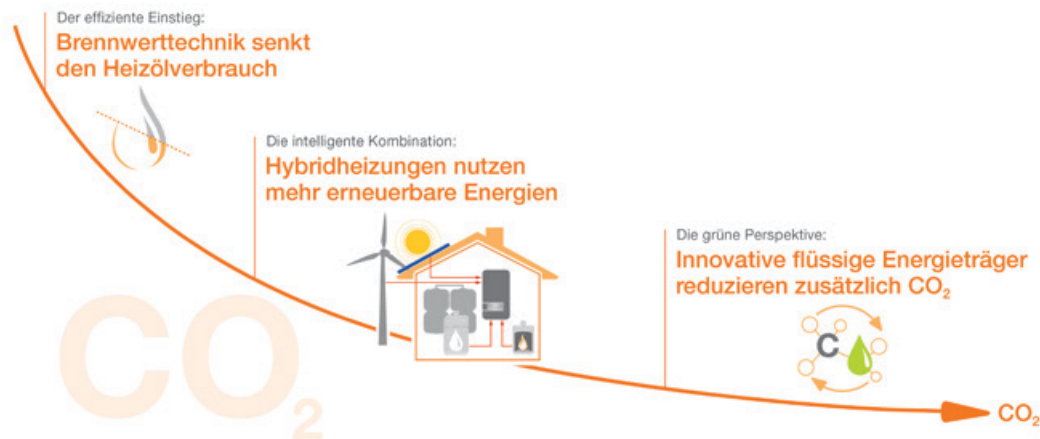 Der effiziente Einstieg:
Brennwerttechnik senkt
den Heizölverbrauch
Die intelligente Kombination:
Hybridheizungen nutzen
mehr erneuerbare Energien
Die grüne Perspektive:
Innovative flüssige Energieträger
reduzieren zusätzlich CO₂
C
CO₂
CO₂